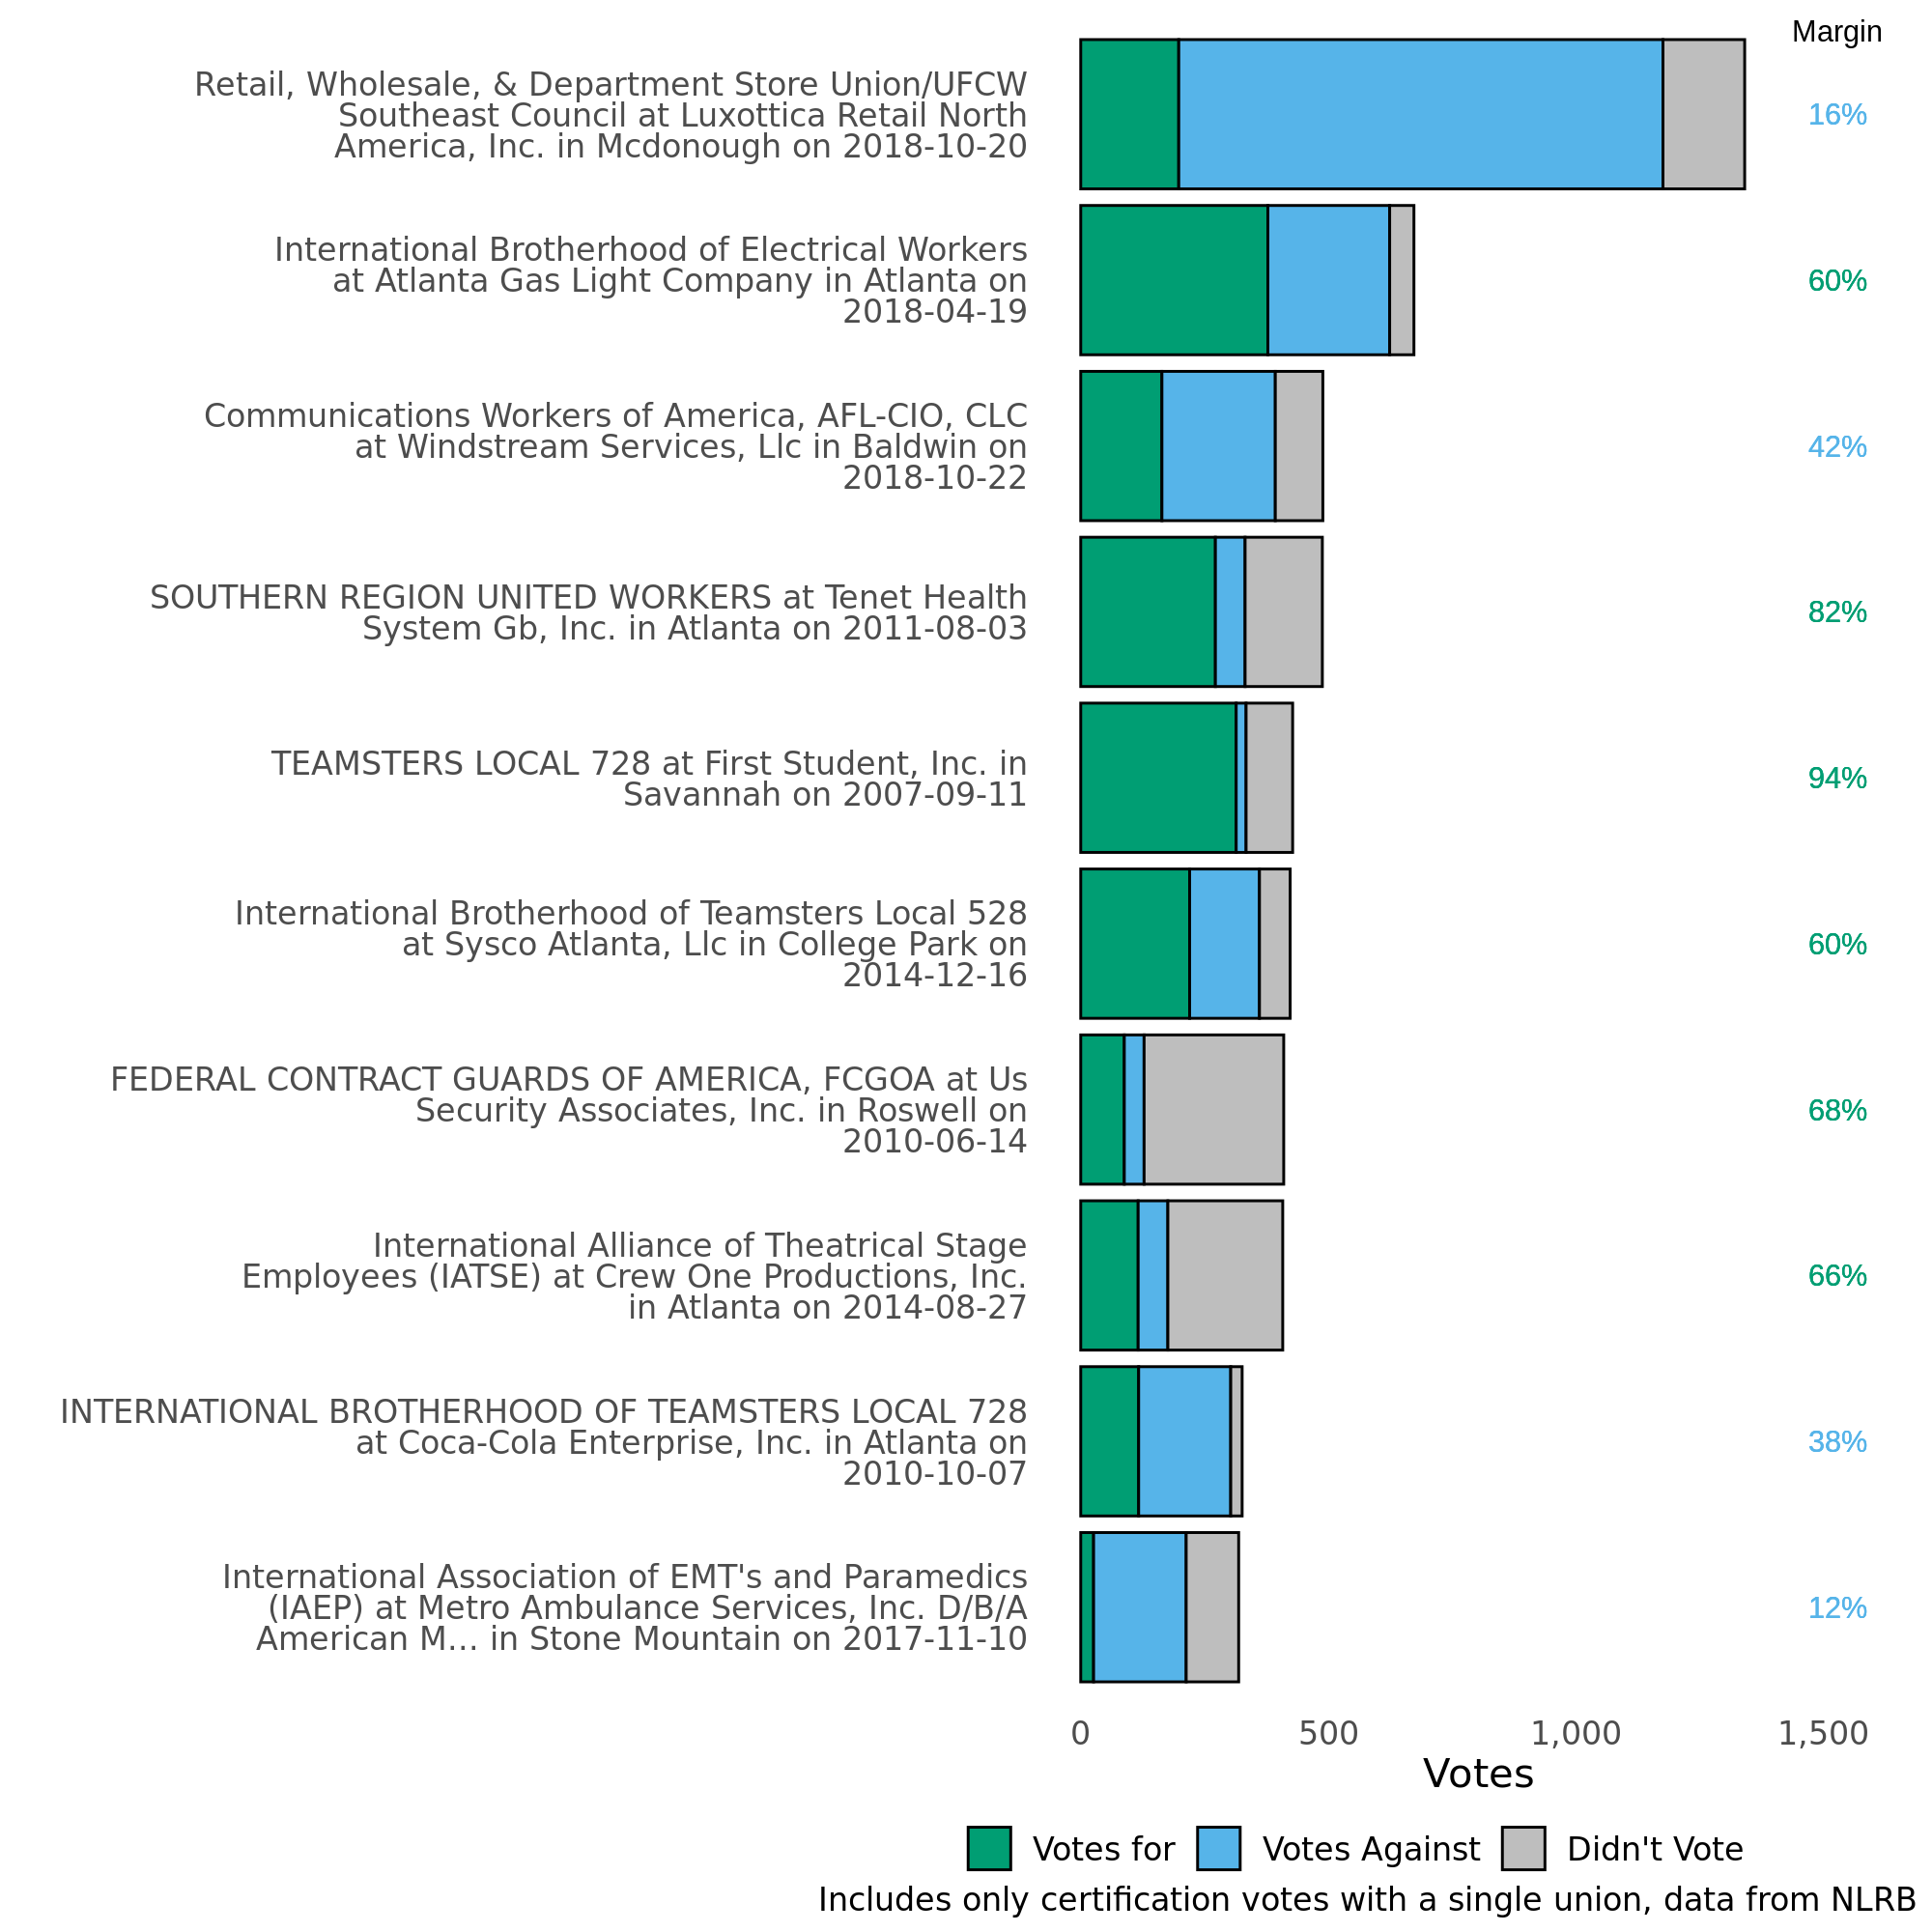 Margin
Retail, Wholesale, & Department Store Union/UFCW
Southeast Council at Luxottica Retail North
America, Inc. in Mcdonough on 2018-10-20
16%
International Brotherhood of Electrical Workers
at Atlanta Gas Light Company in Atlanta on
2018-04-19
60%
Communications Workers of America, AFL-CIO, CLC
at Windstream Services, Llc in Baldwin on
2018-10-22
42%
SOUTHERN REGION UNITED WORKERS at Tenet Health
System Gb, Inc. in Atlanta on 2011-08-03
82%
TEAMSTERS LOCAL 728 at First Student, Inc. in
Savannah on 2007-09-11
94%
International Brotherhood of Teamsters Local 528
at Sysco Atlanta, Llc in College Park on
2014-12-16
60%
FEDERAL CONTRACT GUARDS OF AMERICA, FCGOA at Us
Security Associates, Inc. in Roswell on
2010-06-14
68%
International Alliance of Theatrical Stage
Employees (IATSE) at Crew One Productions, Inc.
in Atlanta on 2014-08-27
66%
INTERNATIONAL BROTHERHOOD OF TEAMSTERS LOCAL 728
at Coca-Cola Enterprise, Inc. in Atlanta on
2010-10-07
38%
International Association of EMT's and Paramedics
(IAEP) at Metro Ambulance Services, Inc. D/B/A
American M... in Stone Mountain on 2017-11-10
12%
0 500 1,000 1,500
Votes
Votes for Votes Against Didn't Vote
Includes only certification votes with a single union, data from NLRB